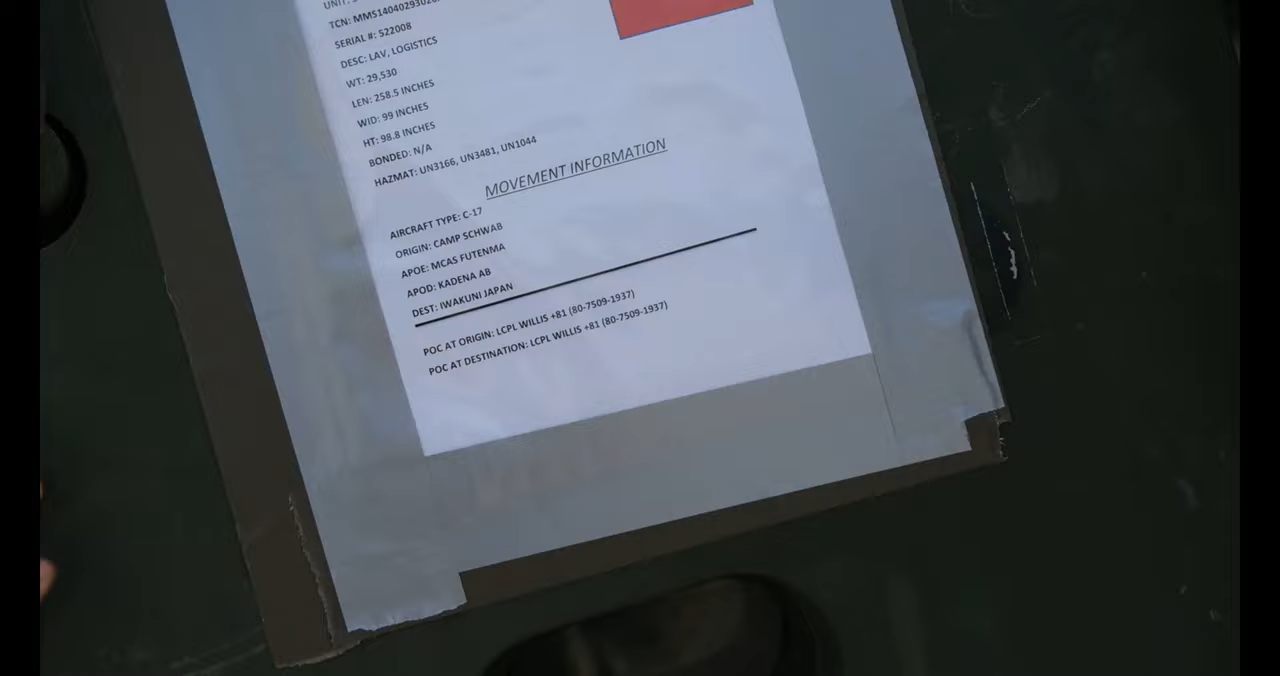 UNIT:
TCN:
SERIAL #: 522008
DESC: LAV, LOGISTICS
WT: 29,530
LEN: 258.5 INCHES
WID: 99 INCHES
HT: 98.8 INCHES
BONDED: N/A
HAZMAT: UN3166, UN3481, UN1044
MOVEMENT INFORMATION
AIRCRAFT TYPE: C-17
ORIGIN: CAMP SCHWAB
APOE: MCAS FUTENMA
APOD: KADENA AB
DEST: IWAKUNI JAPAN
POC AT ORIGIN: LCPL WILLIS +81 (80-7509-1937)
POC AT DESTINATION: LCPL WILLIS +81 (80-7509-1937)